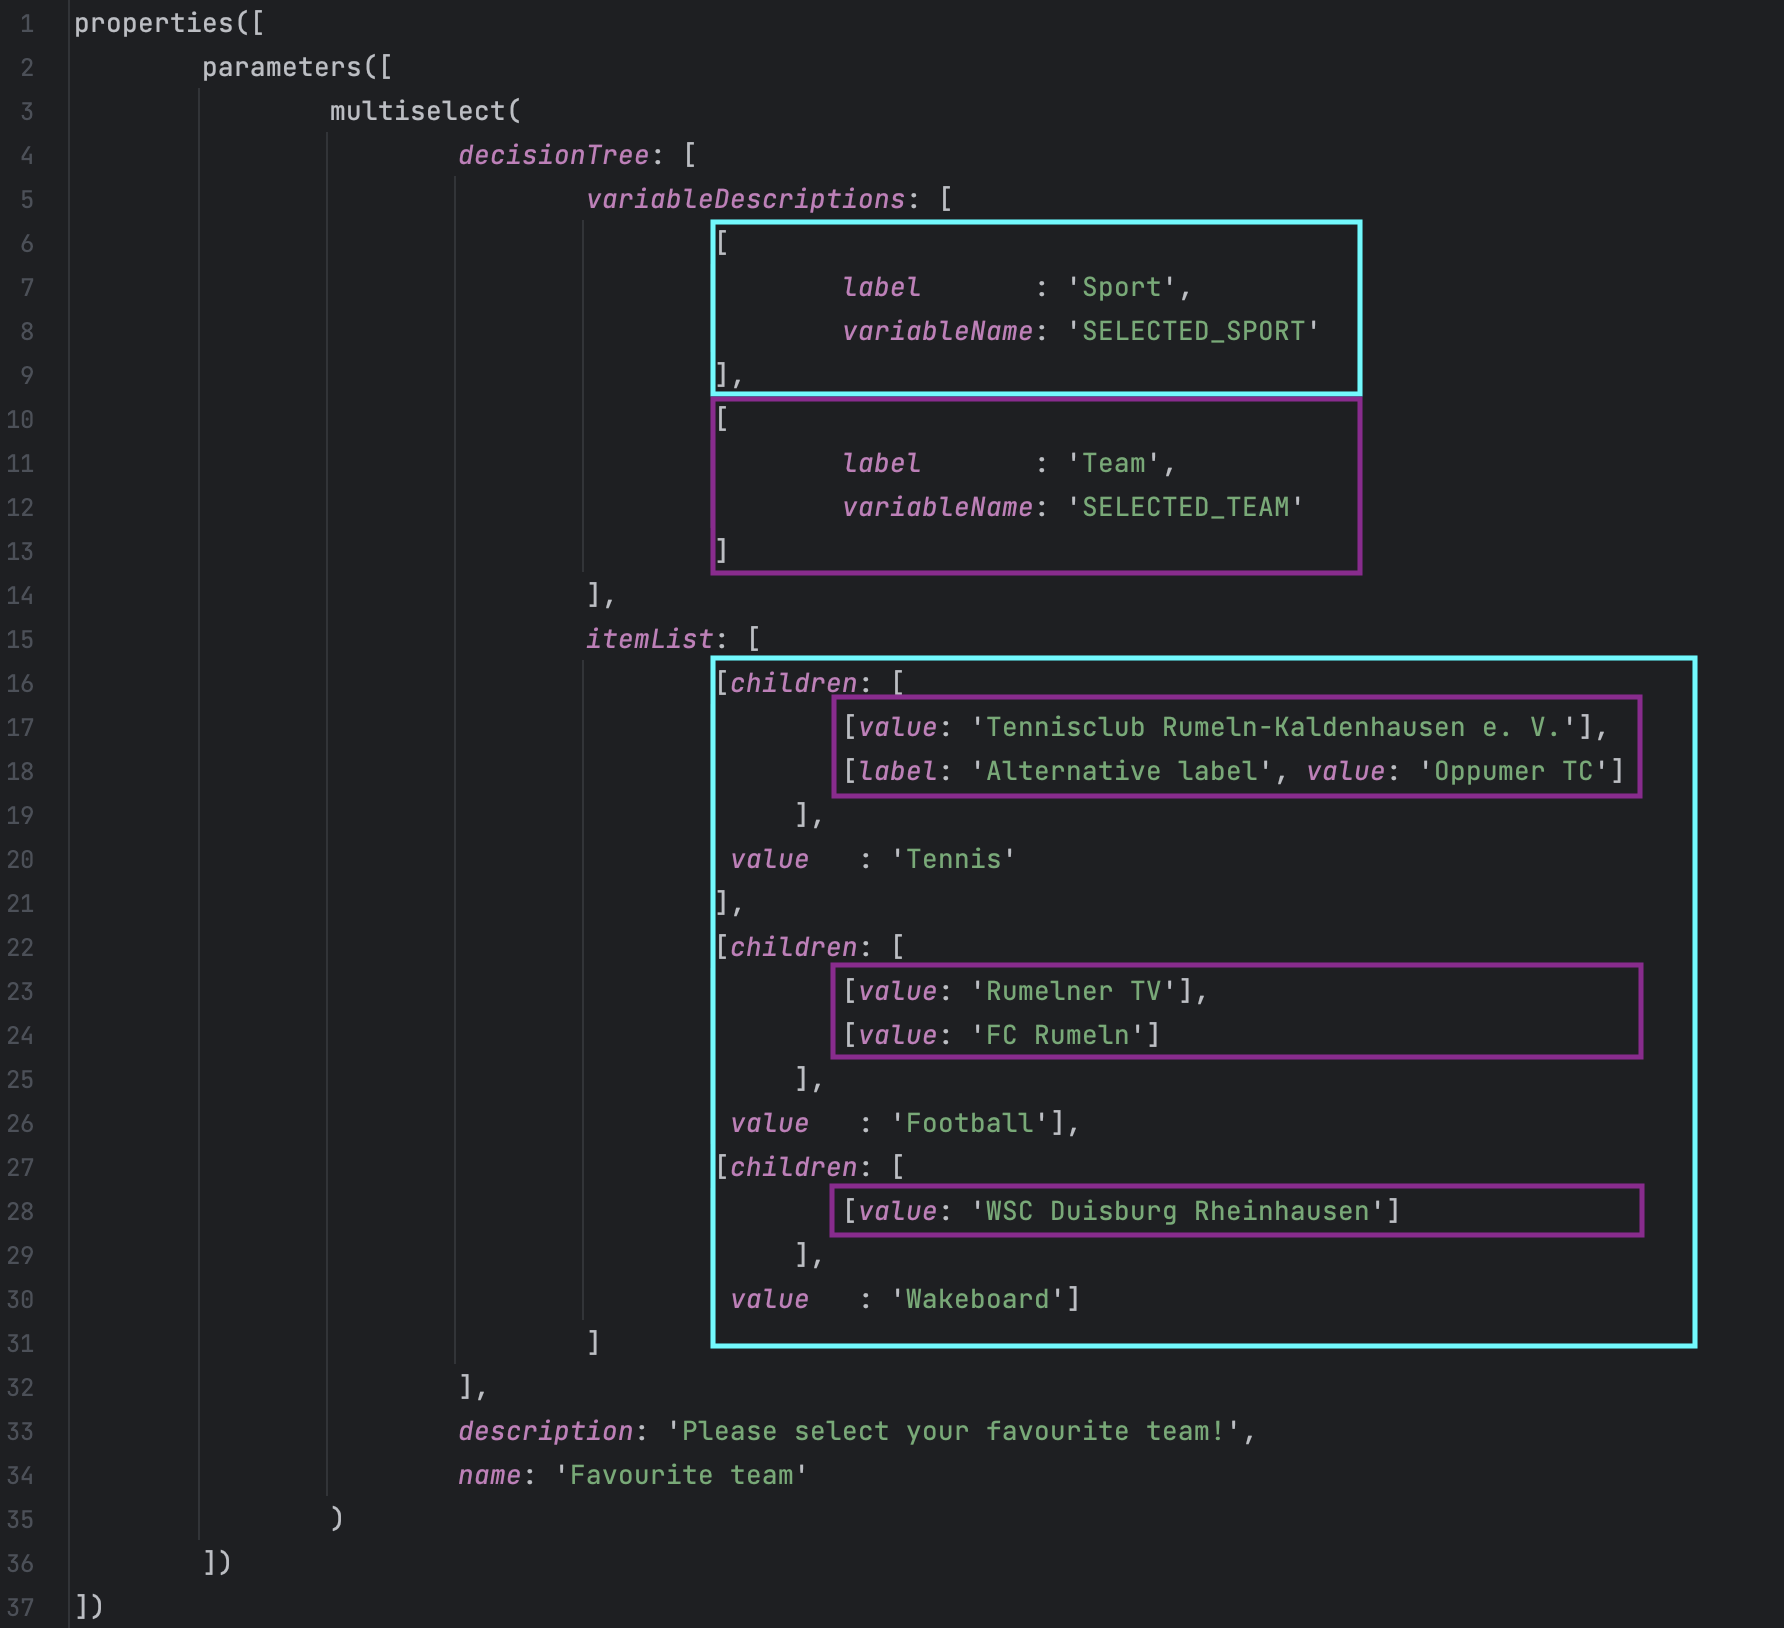 1 properties([
2 parameters([
3 multiselect(
4 decisionTree: [
5 variableDescriptions: [
6 [
7 label : 'Sport',
8 variableName: 'SELECTED_SPORT'
9 ],
10 [
11 label : 'Team',
12 variableName: 'SELECTED_TEAM'
13 ]
14 ],
15 itemList: [
16 [children: [
17 [value: 'Tennisclub Rumeln-Kaldenhausen e. V.'],
18 [label: 'Alternative label', value: 'Oppumer TC']
19 ],
20 value : 'Tennis'
21 ],
22 [children: [
23 [value: 'Rumelner TV'],
24 [value: 'FC Rumeln']
25 ],
26 value : 'Football'],
27 [children: [
28 [value: 'WSC Duisburg Rheinhausen']
29 ],
30 value : 'Wakeboard']
31 ]
32 ],
33 description: 'Please select your favourite team!',
34 name: 'Favourite team'
35 )
36 ])
37 ])